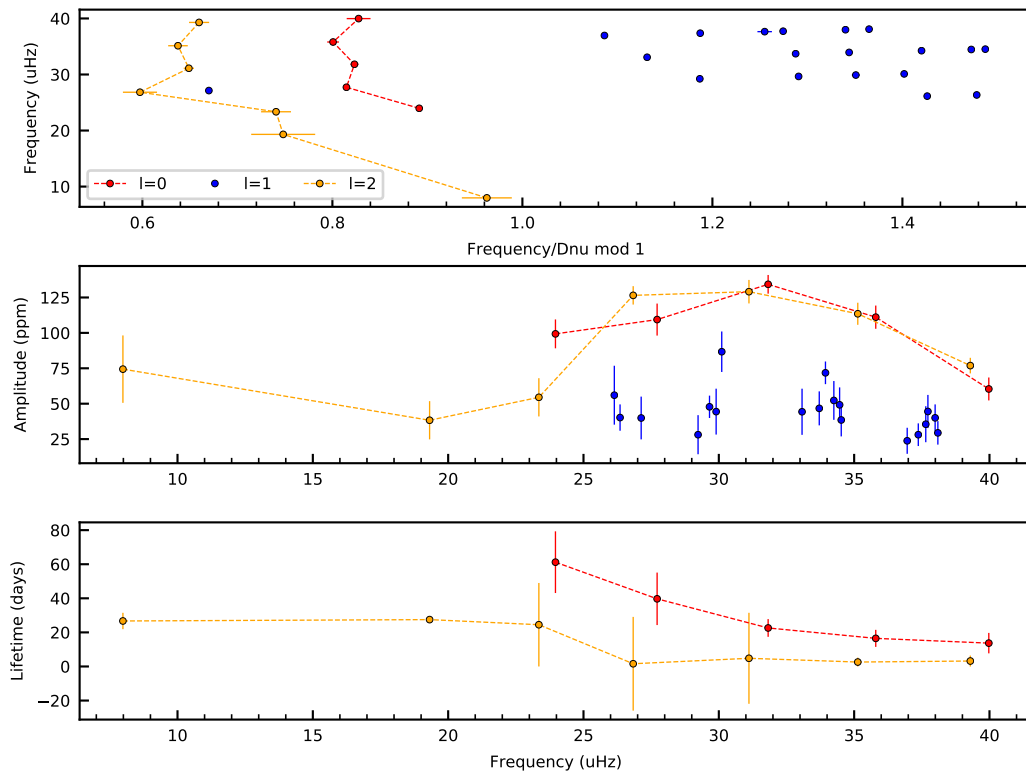 40
30
20
10
Frequency (uHz)
l=0 l=1 l=2
0.6 0.8 1.0 1.2 1.4
Frequency/Dnu mod 1
125
100
75
50
25
Amplitude (ppm)
10 15 20 25 30 35 40
80
60
40
20
0
−20
Lifetime (days)
10 15 20 25 30 35 40
Frequency (uHz)